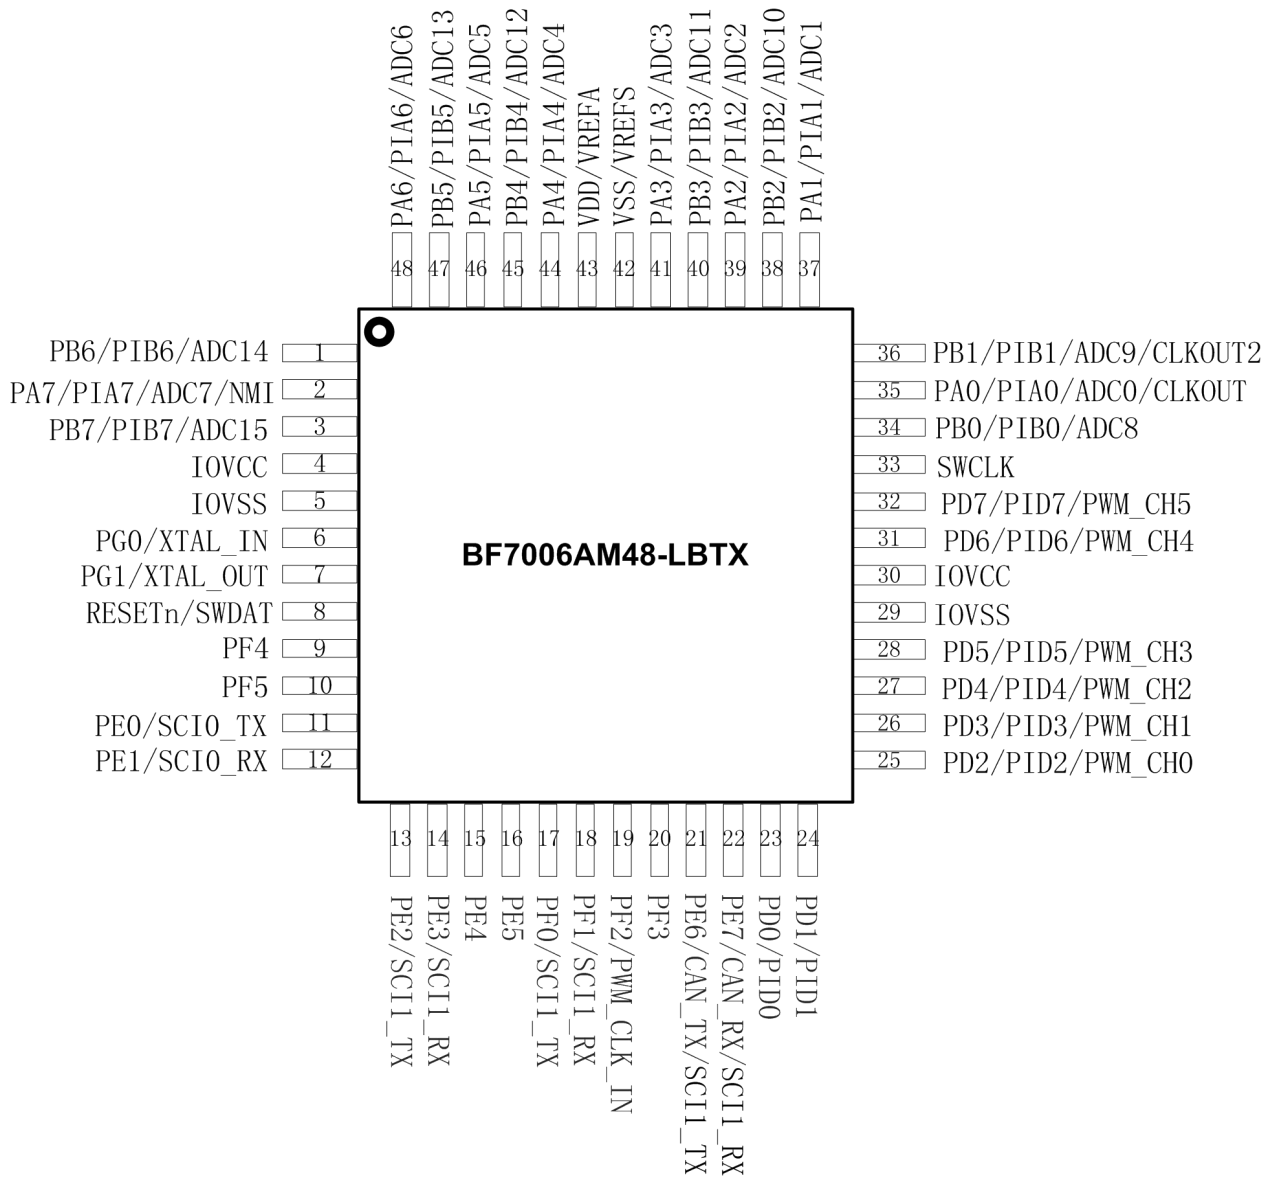 PA6/PIA6/ADC6
PB5/PIB5/ADC13
PA5/PIA5/ADC5
PB4/PIB4/ADC12
PA4/PIA4/ADC4
VDD/VREFA
VSS/VREFS
PA3/PIA3/ADC3
PB3/PIB3/ADC11
PA2/PIA2/ADC2
PB2/PIB2/ADC10
PA1/PIA1/ADC1
48 47 46 45 44 43 42 41 40 39 38 37
PB6/PIB6/ADC14 1
PA7/PIA7/ADC7/NMI 2
PB7/PIB7/ADC15 3
IOVCC 4
IOVSS 5
PG0/XTAL_IN 6
PG1/XTAL_OUT 7
RESETn/SWDAT 8
PF4 9
PF5 10
PE0/SCI0_TX 11
PE1/SCI0_RX 12
BF7006AM48-LBTX
36 PB1/PIB1/ADC9/CLKOUT2
35 PA0/PIA0/ADC0/CLKOUT
34 PB0/PIB0/ADC8
33 SWCLK
32 PD7/PID7/PWM_CH5
31 PD6/PID6/PWM_CH4
30 IOVCC
29 IOVSS
28 PD5/PID5/PWM_CH3
27 PD4/PID4/PWM_CH2
26 PD3/PID3/PWM_CH1
25 PD2/PID2/PWM_CH0
13 14 15 16 17 18 19 20 21 22 23 24
PE2/SCI1_TX
PE3/SCI1_RX
PE4
PE5
PF0/SCI1_TX
PF1/SCI1_RX
PF2/PWM_CLK_IN
PF3
PE6/CAN_TX/SCI1_TX
PE7/CAN_RX/SCI1_RX
PD0/PID0
PD1/PID1